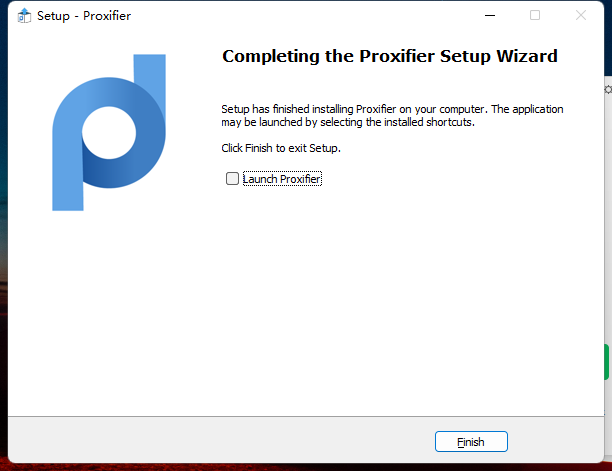 Setup - Proxifier
Completing the Proxifier Setup Wizard
Setup has finished installing Proxifier on your computer. The application
may be launched by selecting the installed shortcuts.
Click Finish to exit Setup.
Launch Proxifier
Finish